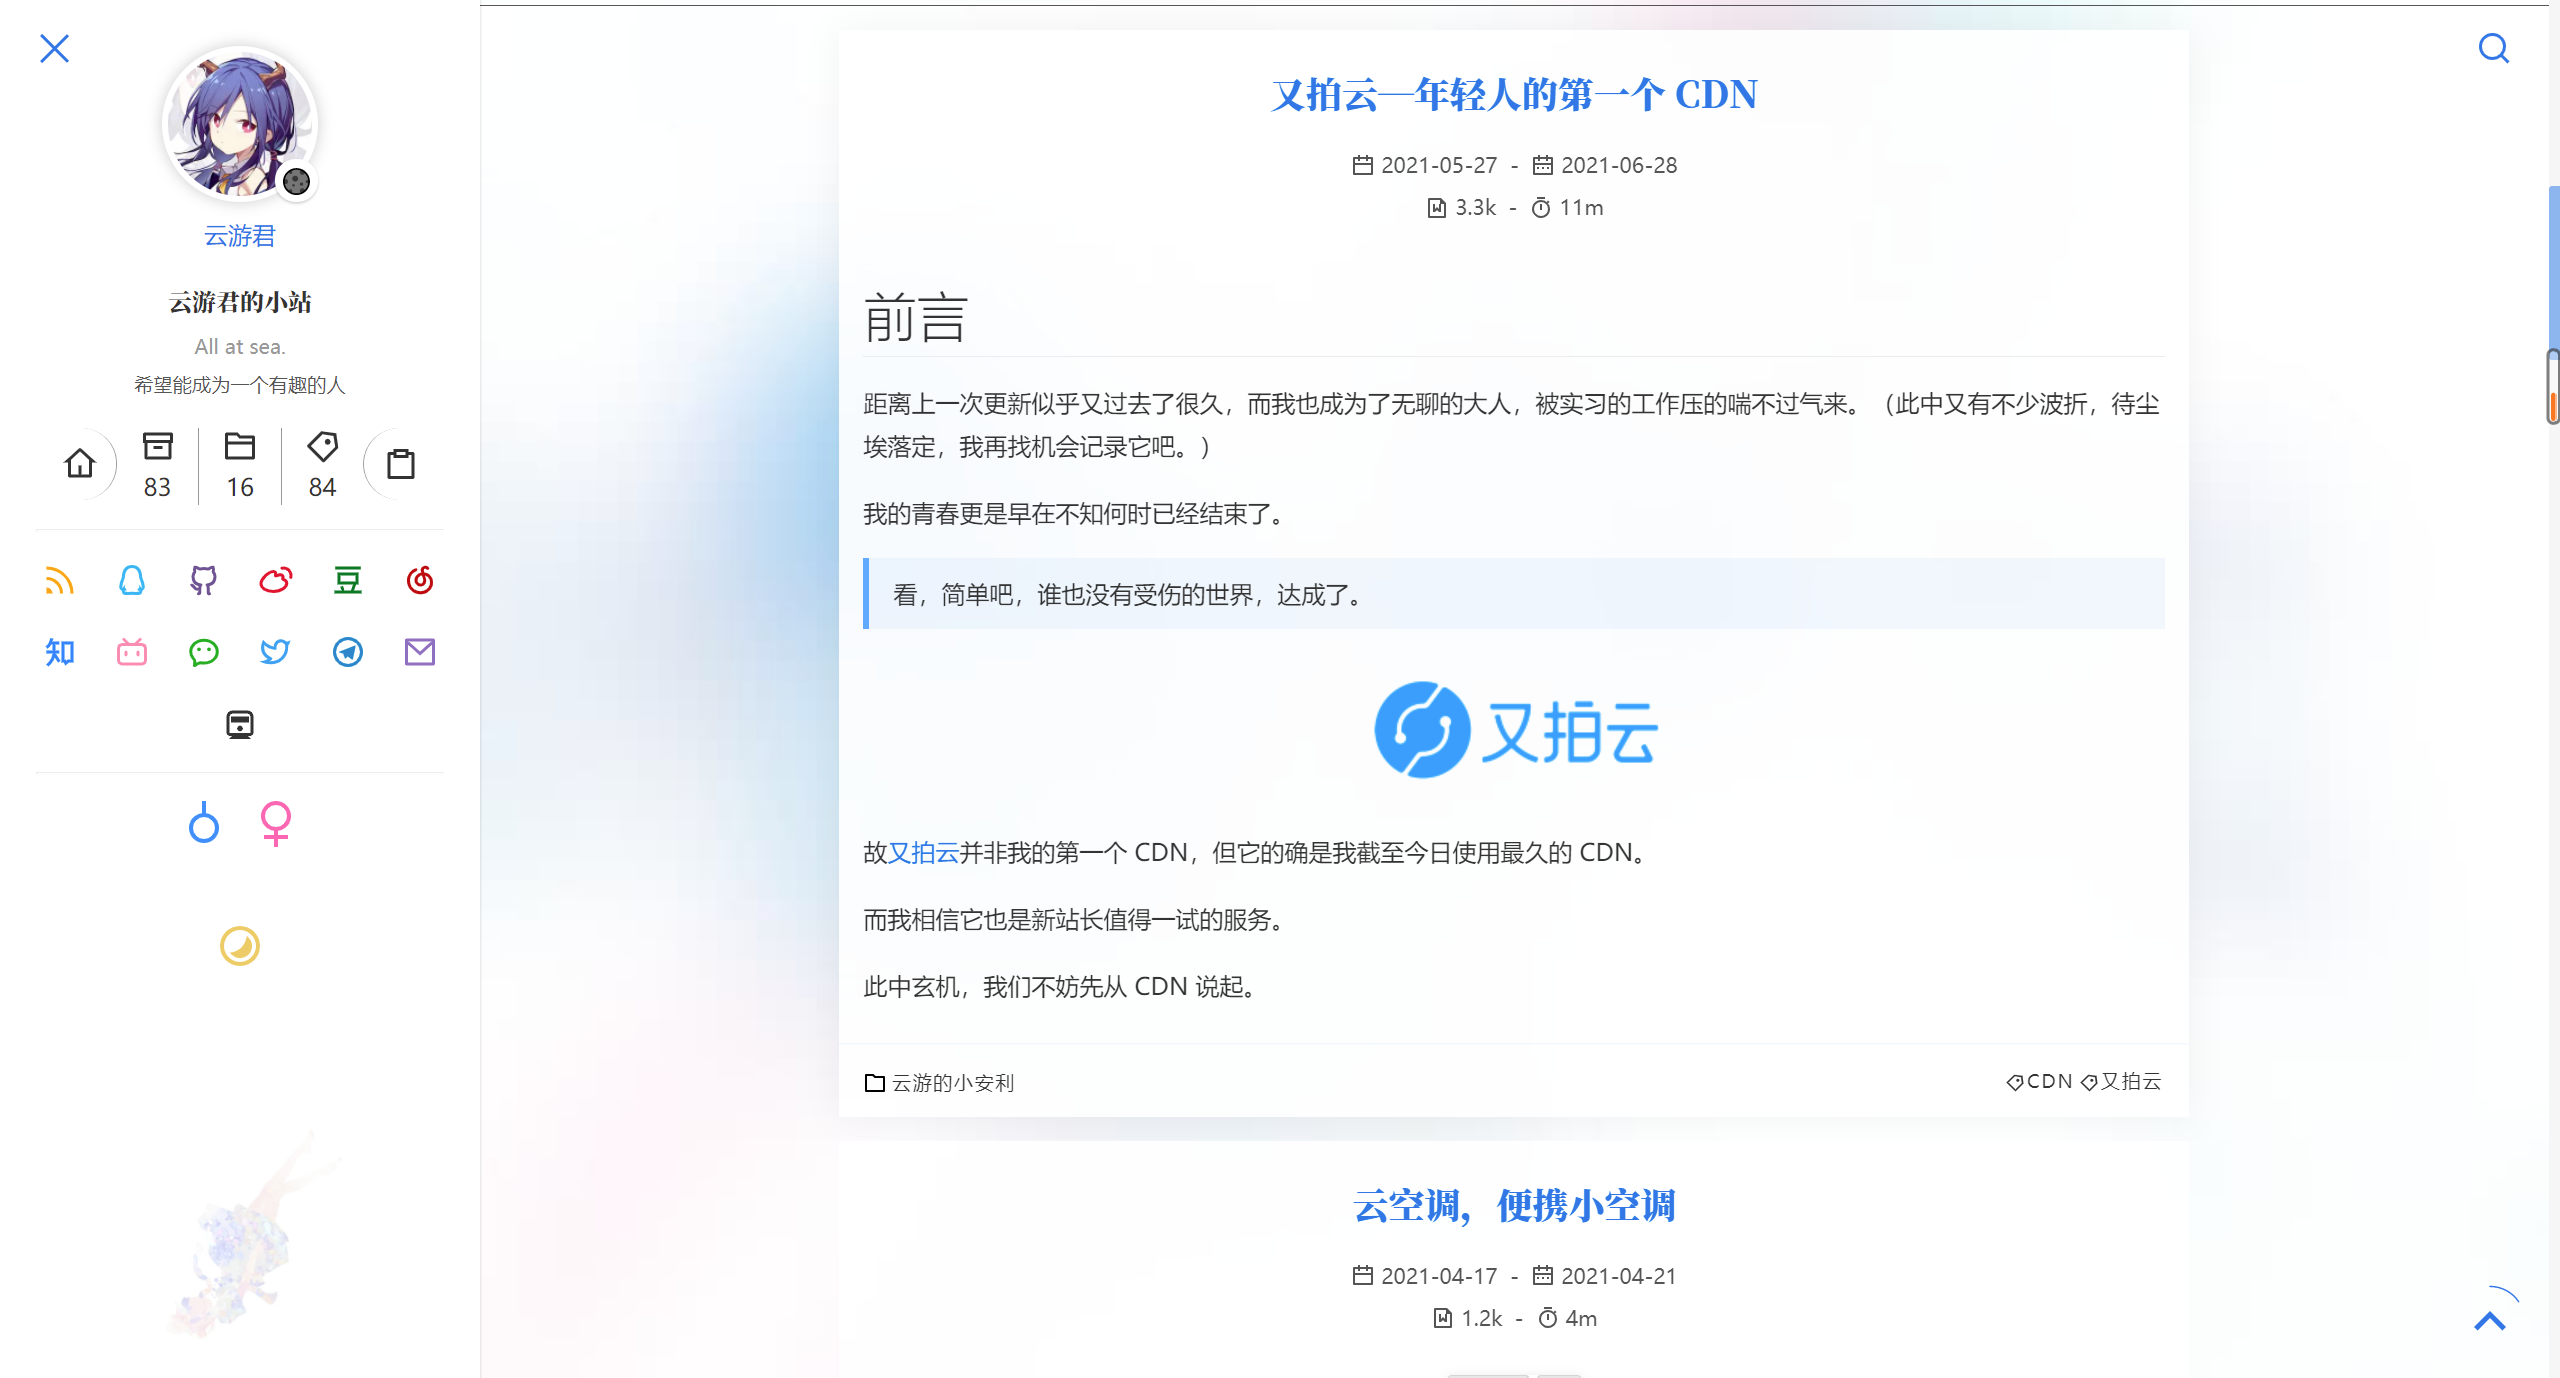 云游君
云游君的小站
All at sea.
希望能成为一个有趣的人
83
16
84
豆
知
又拍云—年轻人的第一个 CDN
2021-05-27 - 2021-06-28
3.3k - 11m
前言
距离上一次更新似乎又过去了很久，而我也成为了无聊的大人，被实习的工作压的喘不过气来。（此中又有不少波折，待尘
埃落定，我再找机会记录它吧。）
我的青春更是早在不知何时已经结束了。
看，简单吧，谁也没有受伤的世界，达成了。
又拍云
故又拍云并非我的第一个 CDN，但它的确是我截至今日使用最久的 CDN。
而我相信它也是新站长值得一试的服务。
此中玄机，我们不妨先从 CDN 说起。
云游的小安利
CDN 又拍云
云空调，便携小空调
2021-04-17 - 2021-04-21
1.2k - 4m